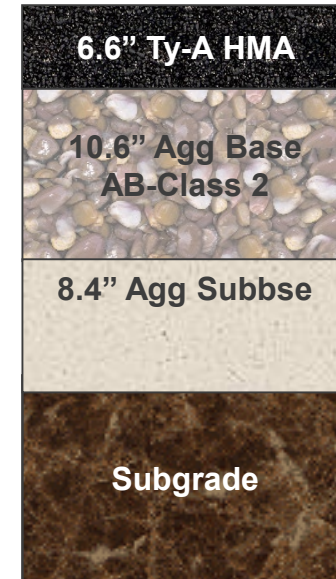 6.6” Ty-A HMA
10.6” Agg Base
AB-Class 2
8.4” Agg Subbse
Subgrade